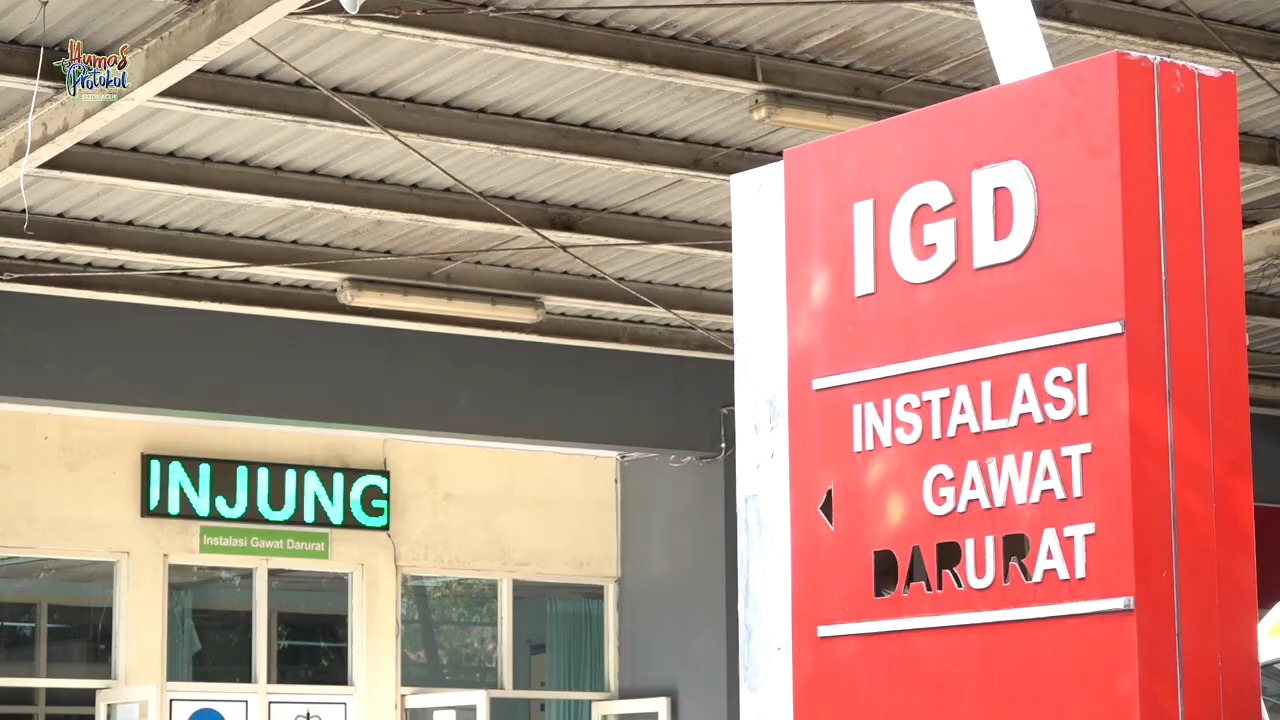 Humas
Protokol
IGD
INSTALASI
GAWAT
DARURAT
INJUNG
Instalasi Gawat Darurat